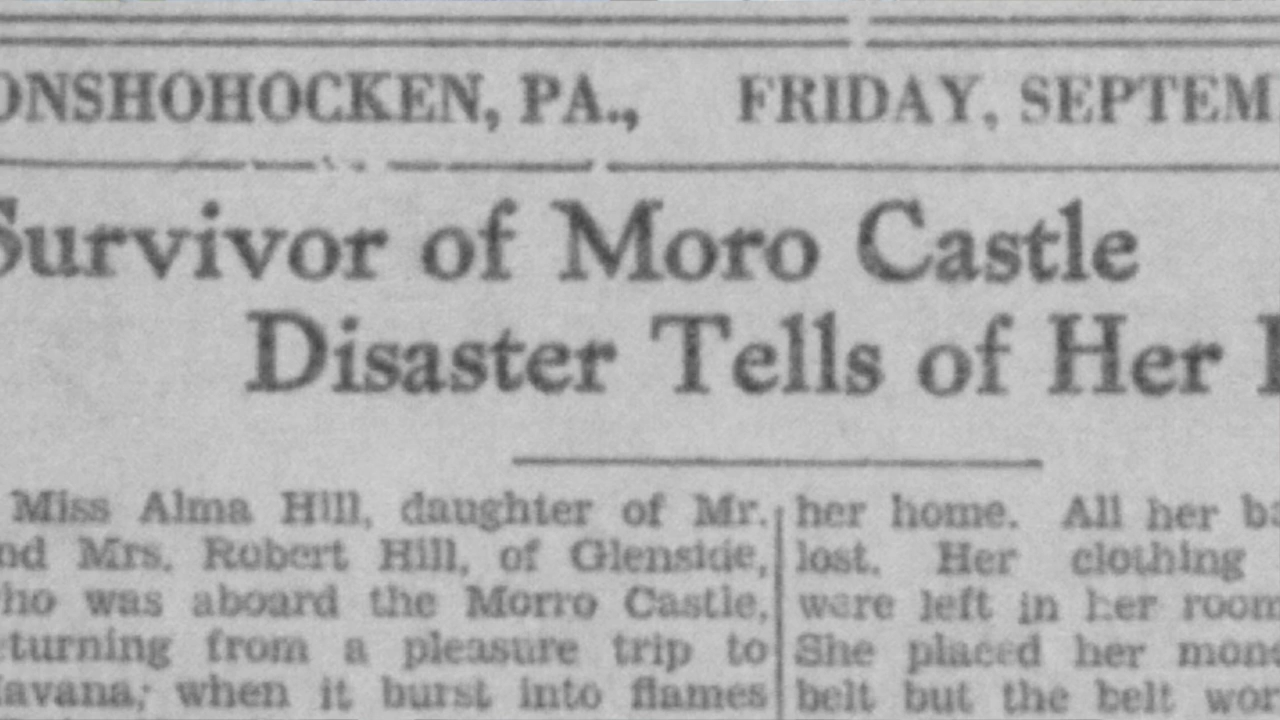 ONSHOHOCKEN, PA., FRIDAY, SEPTEM
Survivor of Moro Castle
Disaster Tells of Her
Miss Alma Hill, daughter of Mr.
nd Mrs. Robert Hill, of Glenside,
ho was aboard the Morro Castle,
turning from a pleasure trip to
avana, when it burst into flames
her home. All her ba
lost. Her clothing
were left in her room
She placed her mone
belt but the belt wor